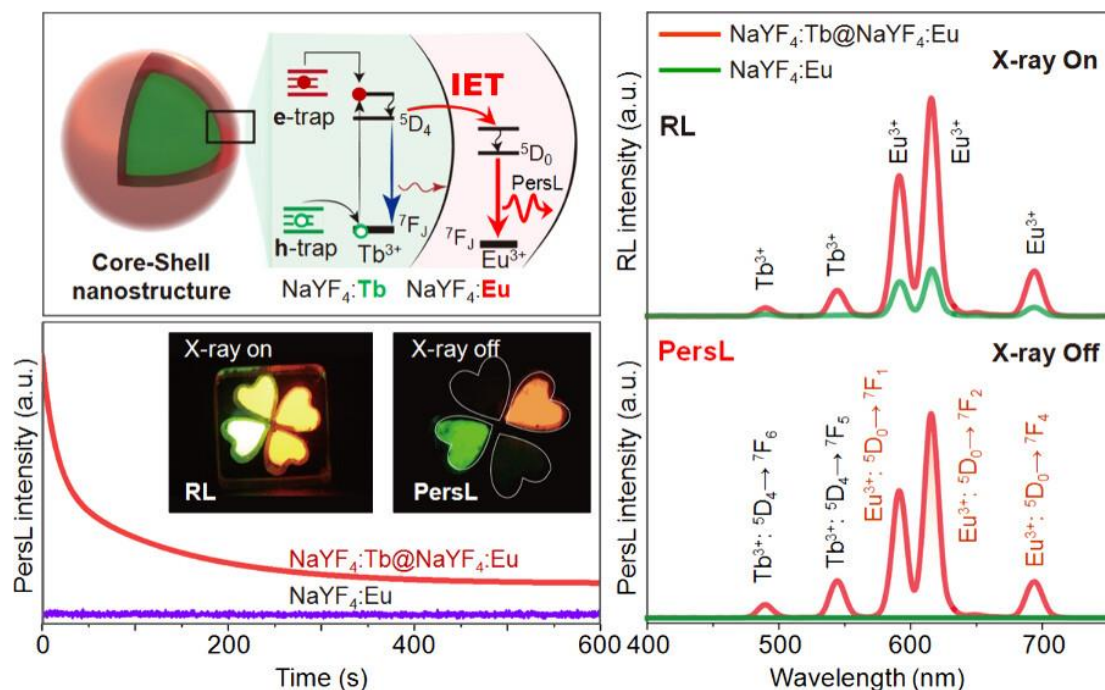 e-trap
IET
⁵D₄
⁵D₀
PersL
h-trap
⁷F_J
Tb³⁺
⁷F_J
Eu³⁺
Core-Shell
nanostructure
NaYF₄:Tb
NaYF₄:Eu
PersL intensity (a.u.)
X-ray on
RL
X-ray off
PersL
NaYF₄:Tb@NaYF₄:Eu
NaYF₄:Eu
0
200
400
600
Time (s)
NaYF₄:Tb@NaYF₄:Eu
NaYF₄:Eu
X-ray On
RL
RL intensity (a.u.)
Tb³⁺
Tb³⁺
Eu³⁺
Eu³⁺
Eu³⁺
PersL
X-ray Off
PersL intensity (a.u.)
Tb³⁺: ⁵D₄→ ⁷F₆
Tb³⁺: ⁵D₄→ ⁷F₅
Eu³⁺: ⁵D₀→ ⁷F₁
Eu³⁺: ⁵D₀→ ⁷F₂
Eu³⁺: ⁵D₀→ ⁷F₄
400
500
600
700
Wavelength (nm)